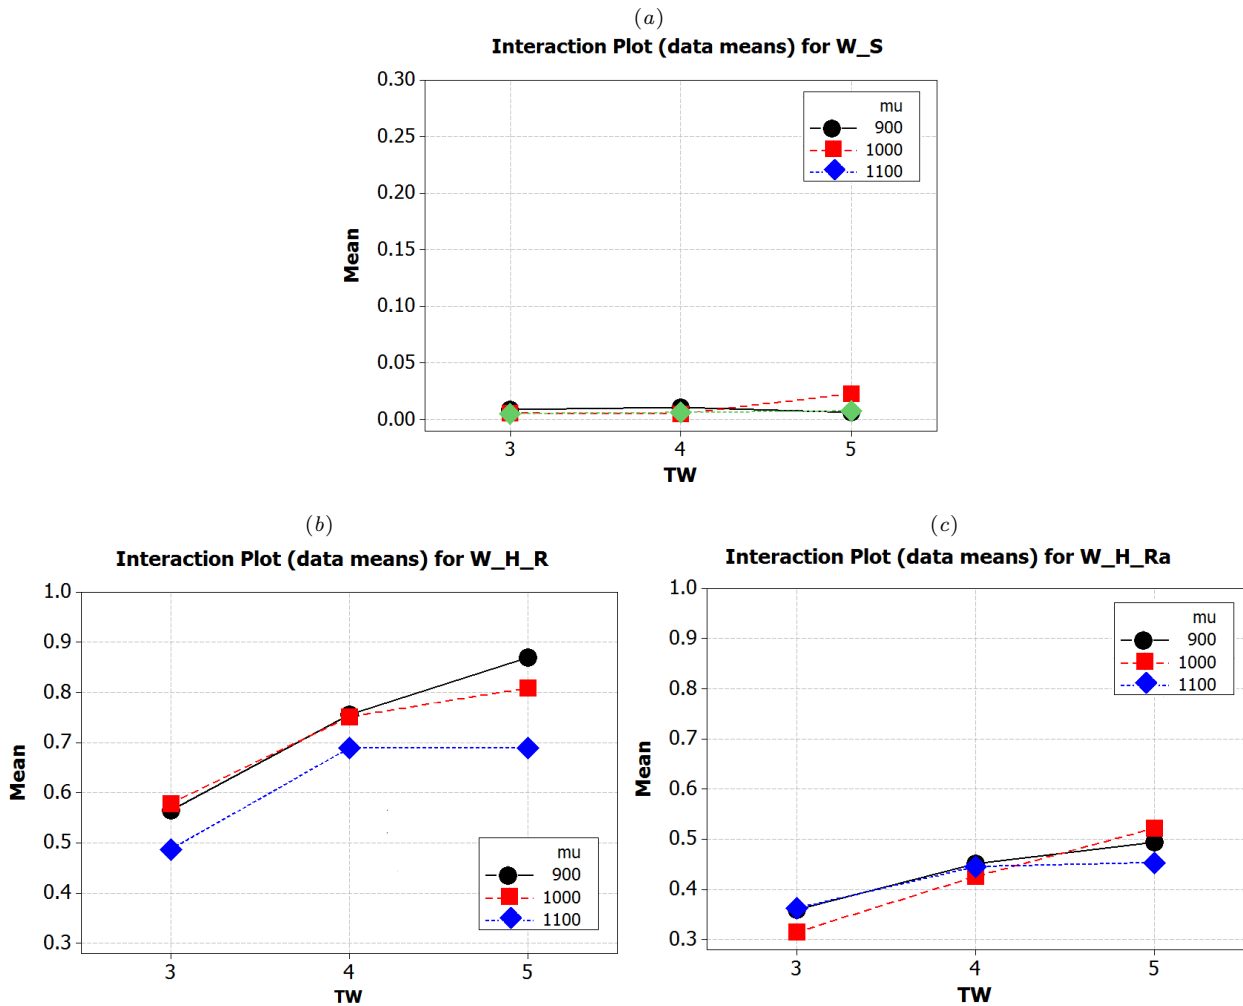 (a)
Interaction Plot (data means) for W_S
0.30
0.25
0.20
0.15
0.10
0.05
0.00
Mean
mu
900
1000
1100
3 4 5
TW
(b)
Interaction Plot (data means) for W_H_R
1.0
0.9
0.8
0.7
0.6
0.5
0.4
0.3
Mean
mu
900
1000
1100
3 4 5
TW
(c)
Interaction Plot (data means) for W_H_Ra
1.0
0.9
0.8
0.7
0.6
0.5
0.4
0.3
Mean
mu
900
1000
1100
3 4 5
TW